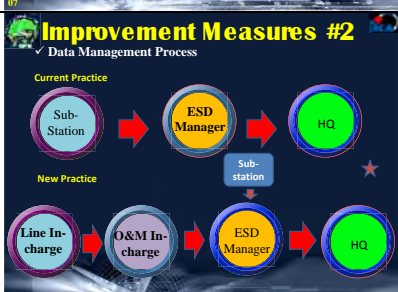 07
Improvement Measures #2
✓ Data Management Process
Current Practice
Sub-
Station
ESD
Manager
HQ
Sub-
station
New Practice
Line In-
charge
O&M In-
charge
ESD
Manager
HQ